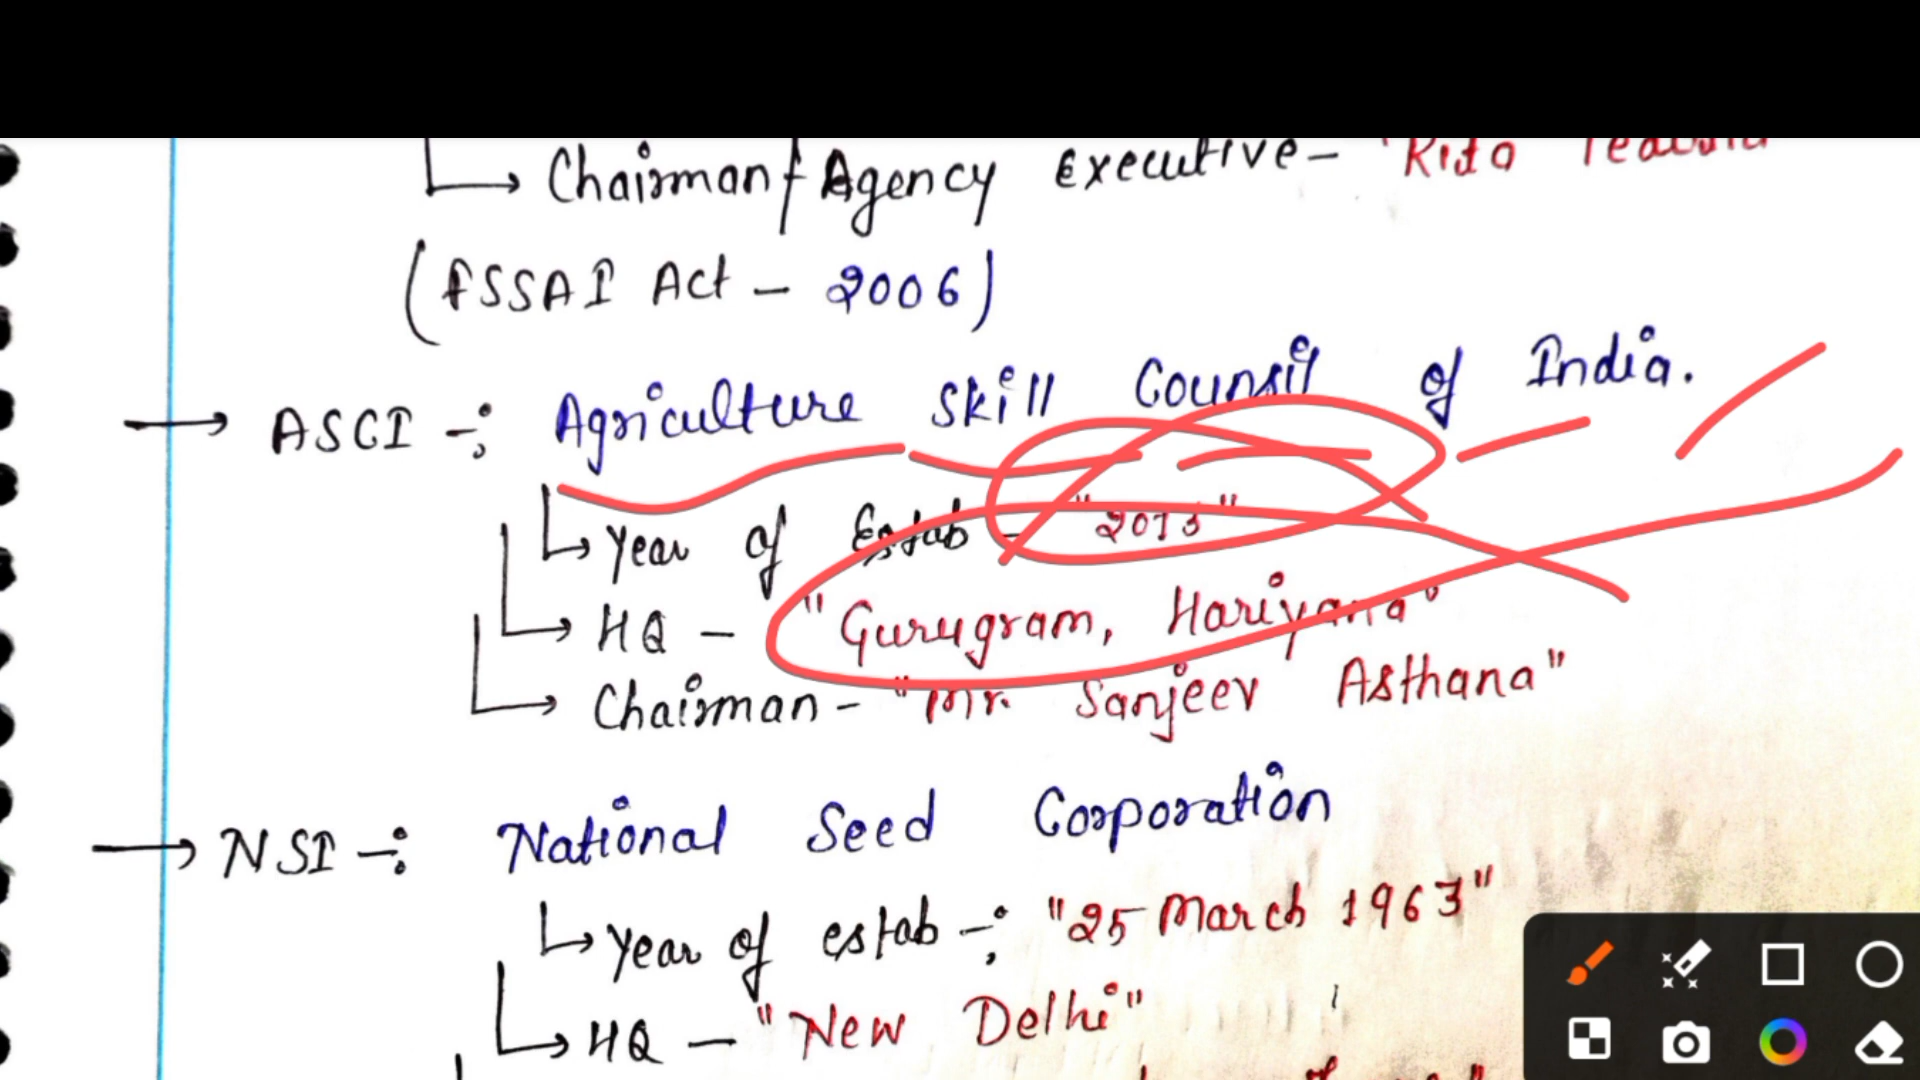 Chairman / Agency Executive - "Rita
(FSSAI Act - 2006)
→ ASCI -: Agriculture Skill Counsil of India.
Year of Estab - "2013"
HQ - "Gurugram, Hariyana"
Chairman - "Mr. Sanjeev Asthana"
→ NSI -: National Seed Corporation
Year of estab -: "25 March 1963"
HQ - "New Delhi"